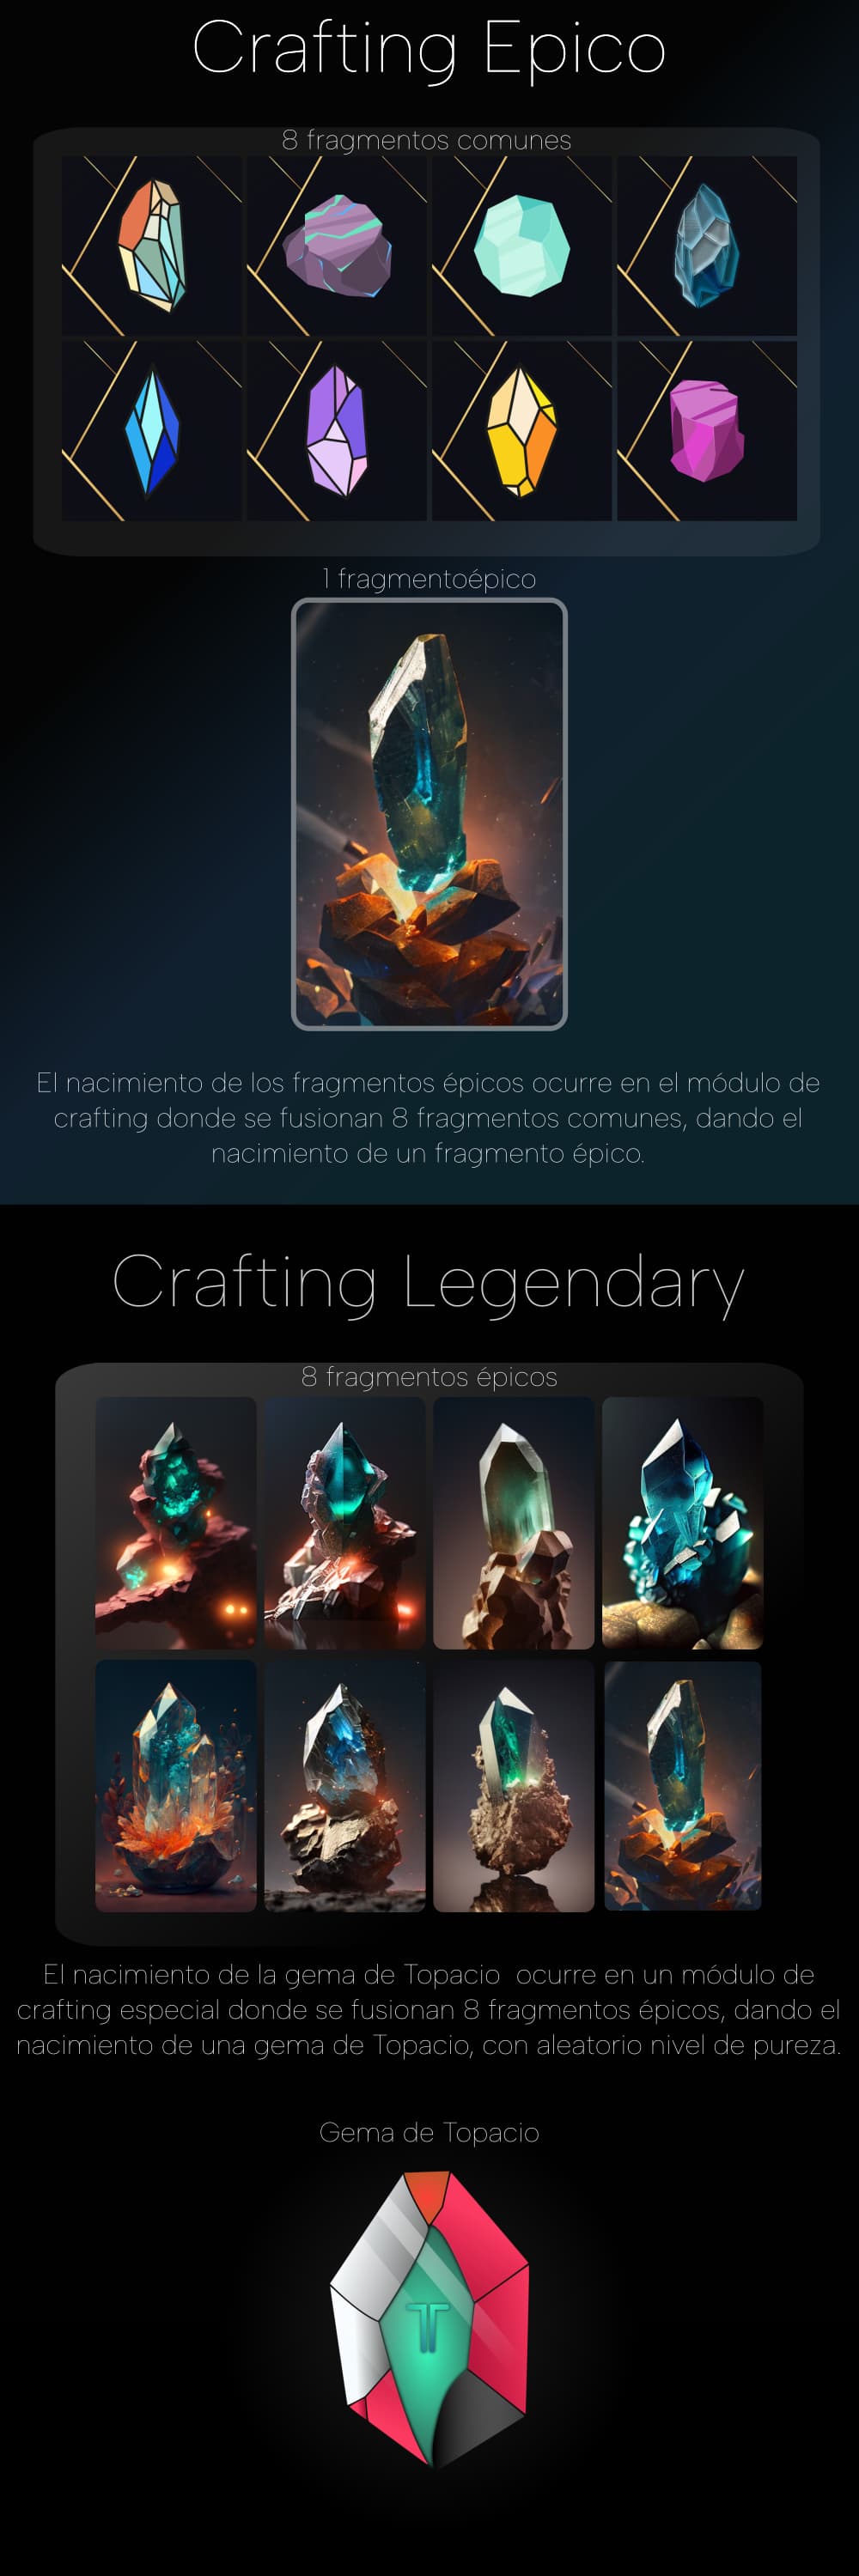 Crafting Epico
8 fragmentos comunes
1 fragmentoépico
El nacimiento de los fragmentos épicos ocurre en el módulo de
crafting donde se fusionan 8 fragmentos comunes, dando el
nacimiento de un fragmento épico.
Crafting Legendary
8 fragmentos épicos
El nacimiento de la gema de Topacio  ocurre en un módulo de
crafting especial donde se fusionan 8 fragmentos épicos, dando el
nacimiento de una gema de Topacio, con aleatorio nivel de pureza.
Gema de Topacio